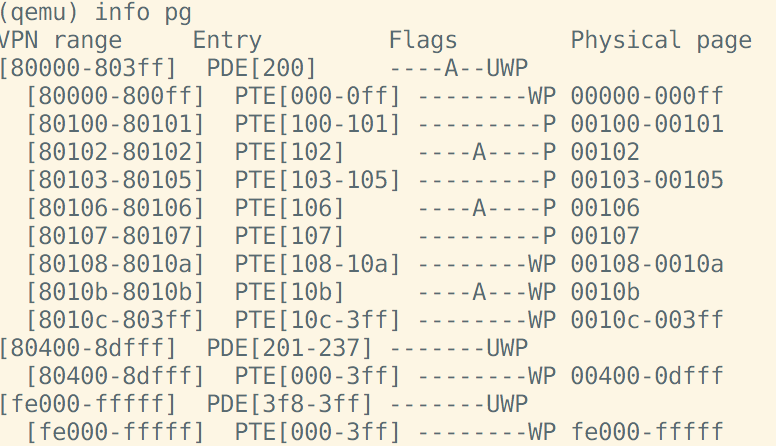 (qemu) info pg
VPN range     Entry         Flags        Physical page
[80000-803ff]  PDE[200]     ----A--UWP
  [80000-800ff]  PTE[000-0ff] --------WP 00000-000ff
  [80100-80101]  PTE[100-101] ---------P 00100-00101
  [80102-80102]  PTE[102]     ----A----P 00102
  [80103-80105]  PTE[103-105] ---------P 00103-00105
  [80106-80106]  PTE[106]     ----A----P 00106
  [80107-80107]  PTE[107]     ---------P 00107
  [80108-8010a]  PTE[108-10a] --------WP 00108-0010a
  [8010b-8010b]  PTE[10b]     ----A---WP 0010b
  [8010c-803ff]  PTE[10c-3ff] --------WP 0010c-003ff
[80400-8dfff]  PDE[201-237] -------UWP
  [80400-8dfff]  PTE[000-3ff] --------WP 00400-0dfff
[fe000-fffff]  PDE[3f8-3ff] -------UWP
  [fe000-fffff]  PTE[000-3ff] --------WP fe000-fffff